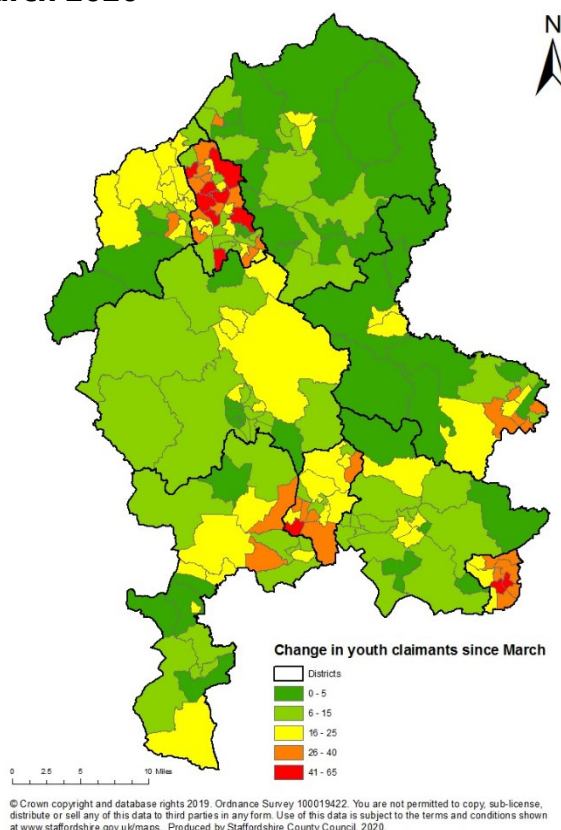 N
Change in youth claimants since March
Districts
0 - 5
6 - 15
16 - 25
26 - 40
41 - 65
0 2.5 5 10 Miles
© Crown copyright and database rights 2019. Ordnance Survey 100019422. You are not permitted to copy, sub-license,
distribute or sell any of this data to third parties in any form. Use of this data is subject to the terms and conditions shown
at www.staffordshire.gov.uk/maps. Produced by Staffordshire County Council, 2020.